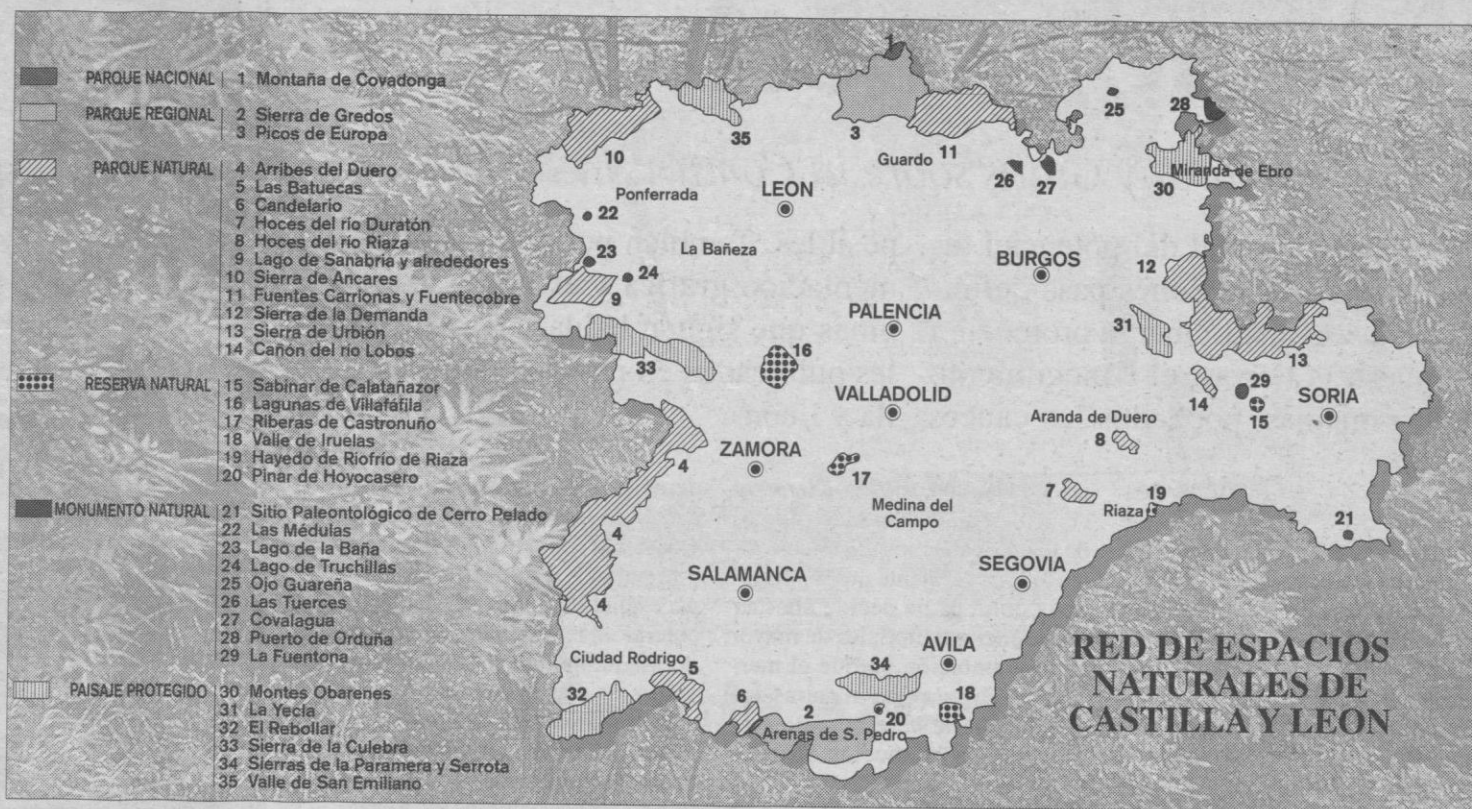 PARQUE NACIONAL 1 Montaña de Covadonga
PARQUE REGIONAL 2 Sierra de Gredos
3 Picos de Europa
PARQUE NATURAL 4 Arribes del Duero
5 Las Batuecas
6 Candelario
7 Hoces del río Duratón
8 Hoces del río Riaza
9 Lago de Sanabria y alrededores
10 Sierra de Ancares
11 Fuentes Carrionas y Fuentecobre
12 Sierra de la Demanda
13 Sierra de Urbión
14 Cañón del río Lobos
RESERVA NATURAL 15 Sabinar de Calatañazor
16 Lagunas de Villafáfila
17 Riberas de Castronuño
18 Valle de Iruelas
19 Hayedo de Riofrío de Riaza
20 Pinar de Hoyocasero
MONUMENTO NATURAL 21 Sitio Paleontológico de Cerro Pelado
22 Las Médulas
23 Lago de la Baña
24 Lago de Truchillas
25 Ojo Guareña
26 Las Tuerces
27 Covalagua
28 Puerto de Orduña
29 La Fuentona
PAISAJE PROTEGIDO 30 Montes Obarenes
31 La Yecla
32 El Rebollar
33 Sierra de la Culebra
34 Sierras de la Paramera y Serrota
35 Valle de San Emiliano
1
25
28
35
3
10
Guardo
11
26
27
Miranda de Ebro
30
Ponferrada
LEON
22
La Bañeza
23
24
9
BURGOS
12
PALENCIA
31
16
33
13
29
VALLADOLID
14
15
SORIA
Aranda de Duero
8
ZAMORA
4
17
7
19
Medina del
Campo
Riaza
4
21
SALAMANCA
SEGOVIA
4
AVILA
Ciudad Rodrigo
5
34
32
6
2
20
18
Arenas de S. Pedro
RED DE ESPACIOS
NATURALES DE
CASTILLA Y LEON